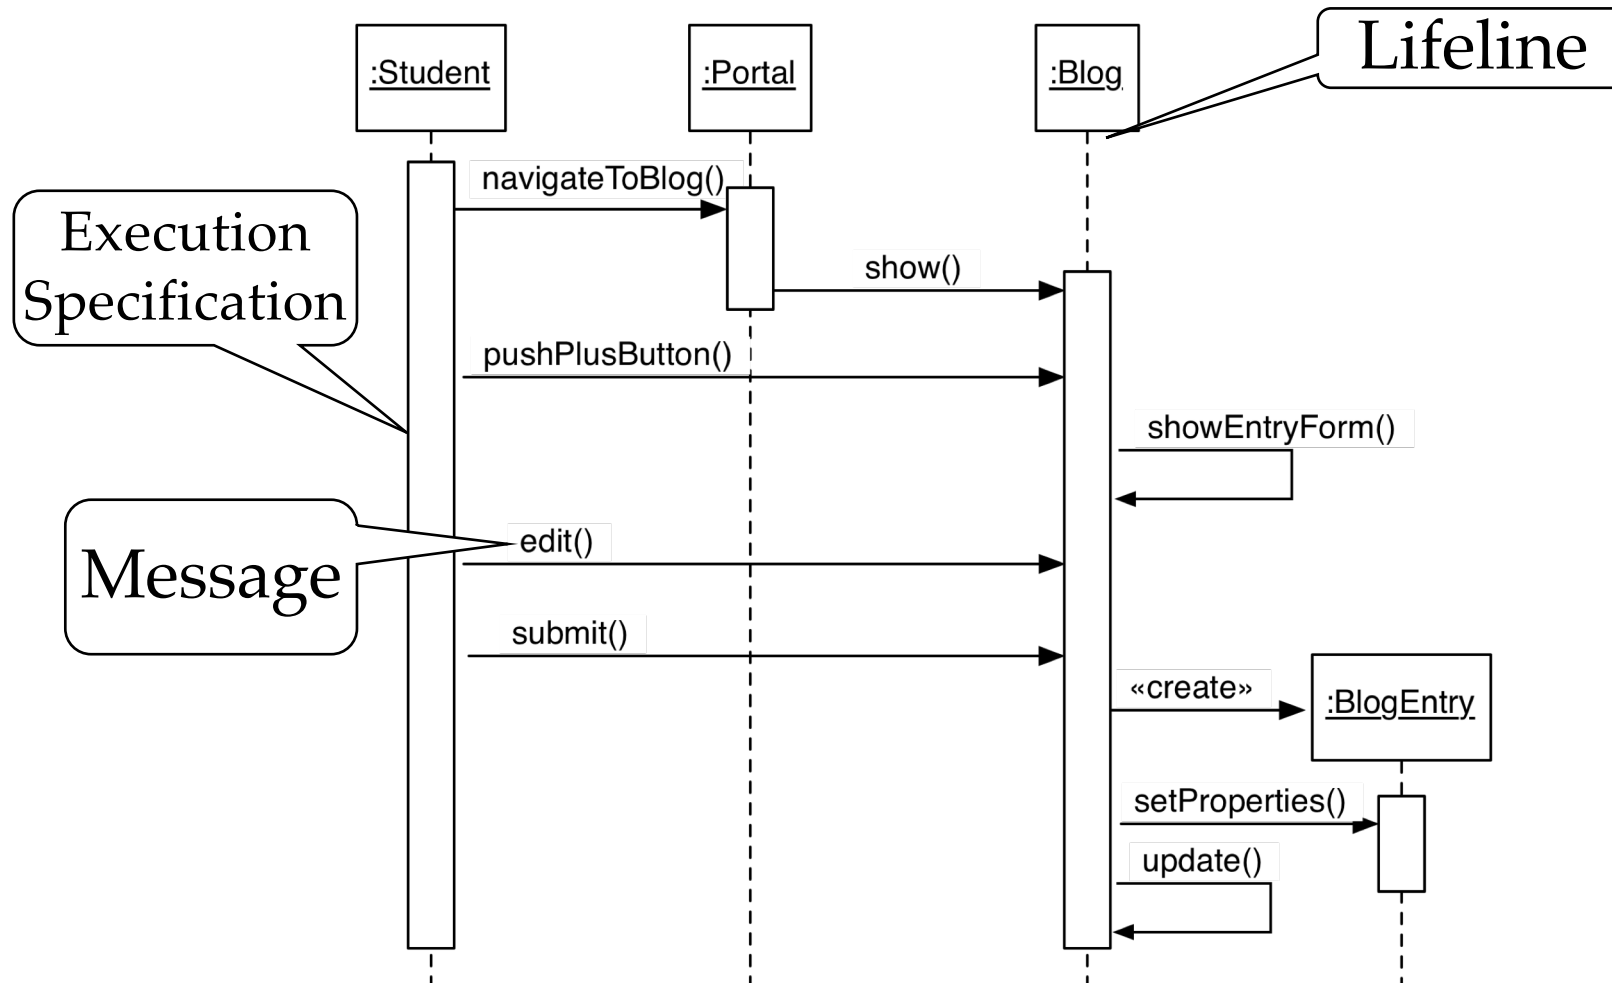 :Student
:Portal
:Blog
Lifeline
navigateToBlog()
Execution
Specification
show()
pushPlusButton()
showEntryForm()
Message
edit()
submit()
«create»
:BlogEntry
setProperties()
update()